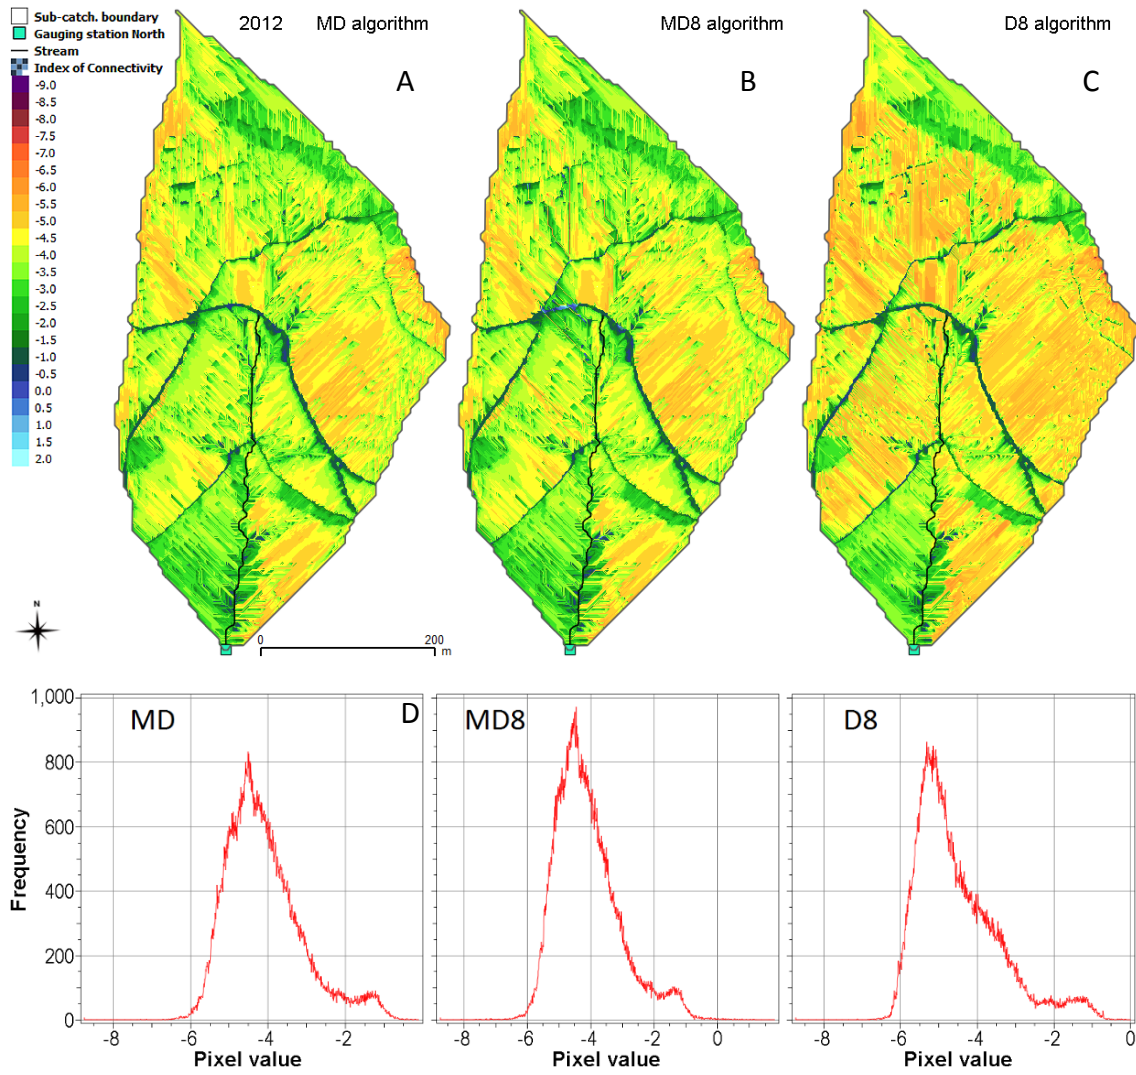 Sub-catch. boundary
Gauging station North
Stream
Index of Connectivity
-9.0
-8.5
-8.0
-7.5
-7.0
-6.5
-6.0
-5.5
-5.0
-4.5
-4.0
-3.5
-3.0
-2.5
-2.0
-1.5
-1.0
-0.5
0.0
0.5
1.0
1.5
2.0
2012 MD algorithm
A
MD8 algorithm
B
D8 algorithm
C
N
0 200
m
MD D
MD8
D8
Frequency
1,000
800
600
400
200
0
-8 -6 -4 -2
Pixel value
-8 -6 -4 -2 0
Pixel value
-8 -6 -4 -2 0
Pixel value